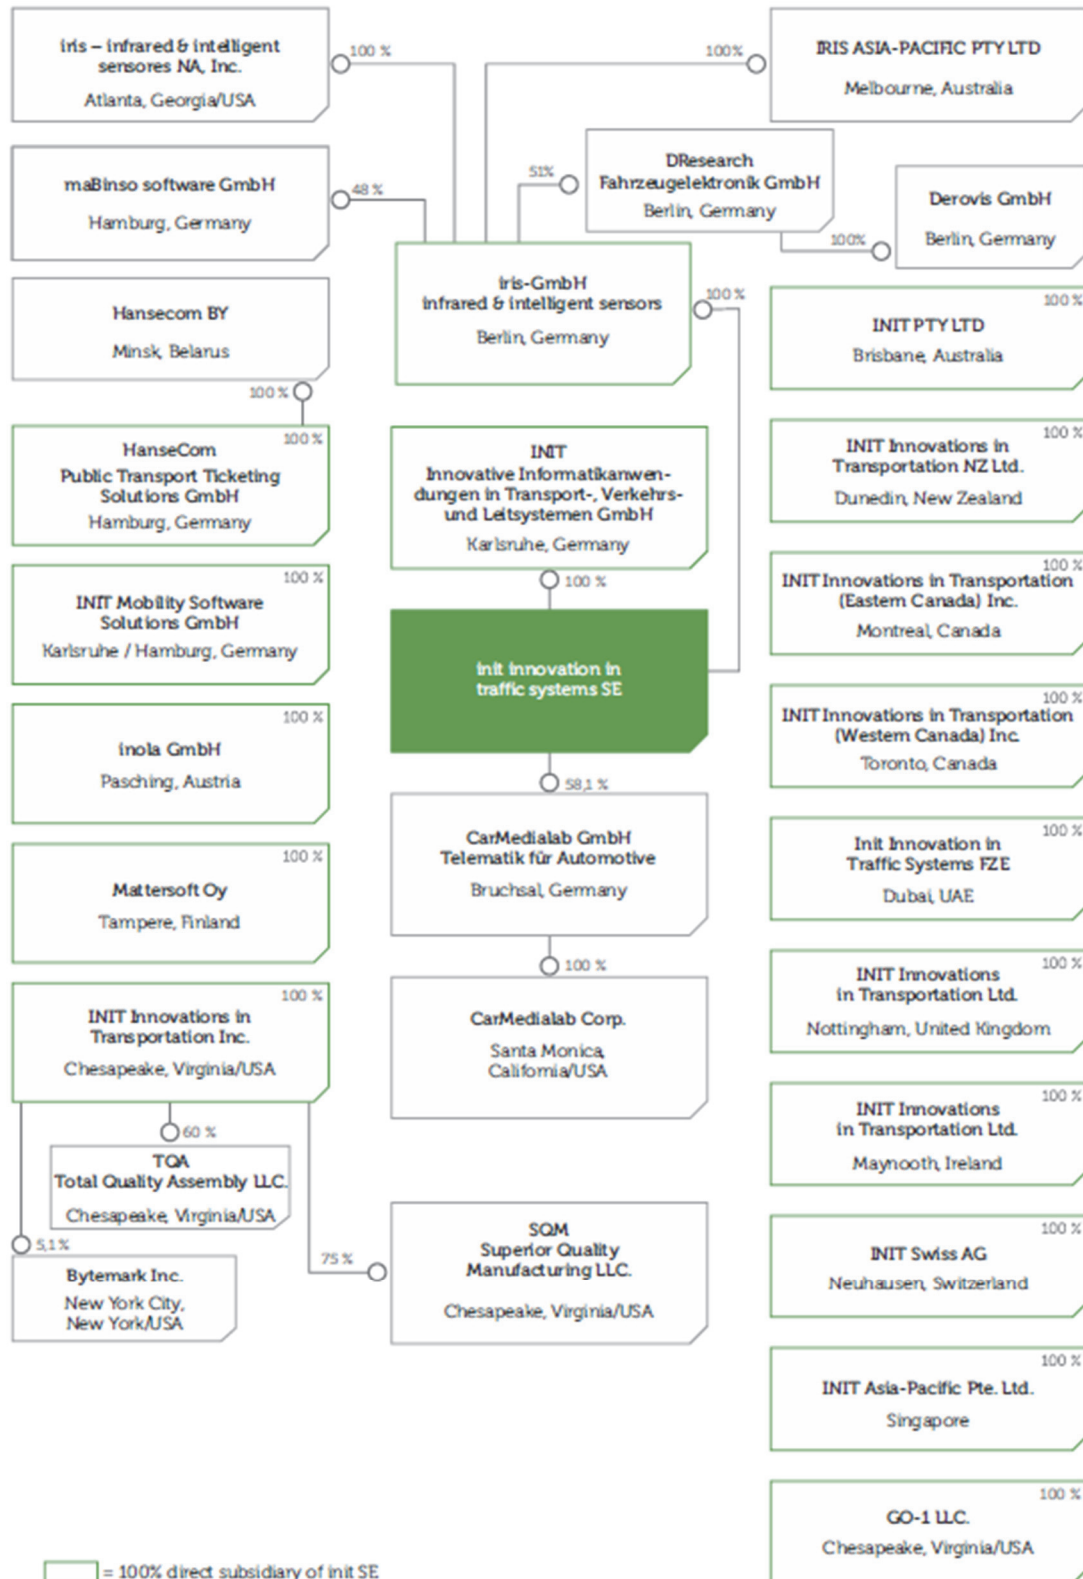 iris – infrared & intelligent
sensores NA, Inc.
Atlanta, Georgia/USA
100 %
100%
IRIS ASIA-PACIFIC PTY LTD
Melbourne, Australia
maBinso software GmbH
Hamburg, Germany
48 %
51%
DResearch
Fahrzeugelektronik GmbH
Berlin, Germany
100%
Derovis GmbH
Berlin, Germany
iris-GmbH
infrared & intelligent sensors
Berlin, Germany
100 %
Hansecom BY
Minsk, Belarus
100 %
100 %
HanseCom
Public Transport Ticketing
Solutions GmbH
Hamburg, Germany
100 %
INIT Mobility Software
Solutions GmbH
Karlsruhe / Hamburg, Germany
100 %
inola GmbH
Pasching, Austria
100 %
Mattersoft Oy
Tampere, Finland
100 %
INIT Innovations in
Transportation Inc.
Chesapeake, Virginia/USA
60 %
TQA
Total Quality Assembly LLC.
Chesapeake, Virginia/USA
5,1 %
Bytemark Inc.
New York City,
New York/USA
75 %
SQM
Superior Quality
Manufacturing LLC.
Chesapeake, Virginia/USA
INIT
Innovative Informatikanwen-
dungen in Transport-, Verkehrs-
und Leitsystemen GmbH
Karlsruhe, Germany
100 %
init innovation in
traffic systems SE
58,1 %
CarMedialab GmbH
Telematik für Automotive
Bruchsal, Germany
100 %
CarMedialab Corp.
Santa Monica,
California/USA
100 %
INIT PTY LTD
Brisbane, Australia
100 %
INIT Innovations in
Transportation NZ Ltd.
Dunedin, New Zealand
100 %
INIT Innovations in Transportation
(Eastern Canada) Inc.
Montreal, Canada
100 %
INIT Innovations in Transportation
(Western Canada) Inc.
Toronto, Canada
100 %
Init Innovation in
Traffic Systems FZE
Dubai, UAE
100 %
INIT Innovations
in Transportation Ltd.
Nottingham, United Kingdom
100 %
INIT Innovations
in Transportation Ltd.
Maynooth, Ireland
100 %
INIT Swiss AG
Neuhausen, Switzerland
100 %
INIT Asia-Pacific Pte. Ltd.
Singapore
100 %
GO-1 LLC.
Chesapeake, Virginia/USA
= 100% direct subsidiary of init SE